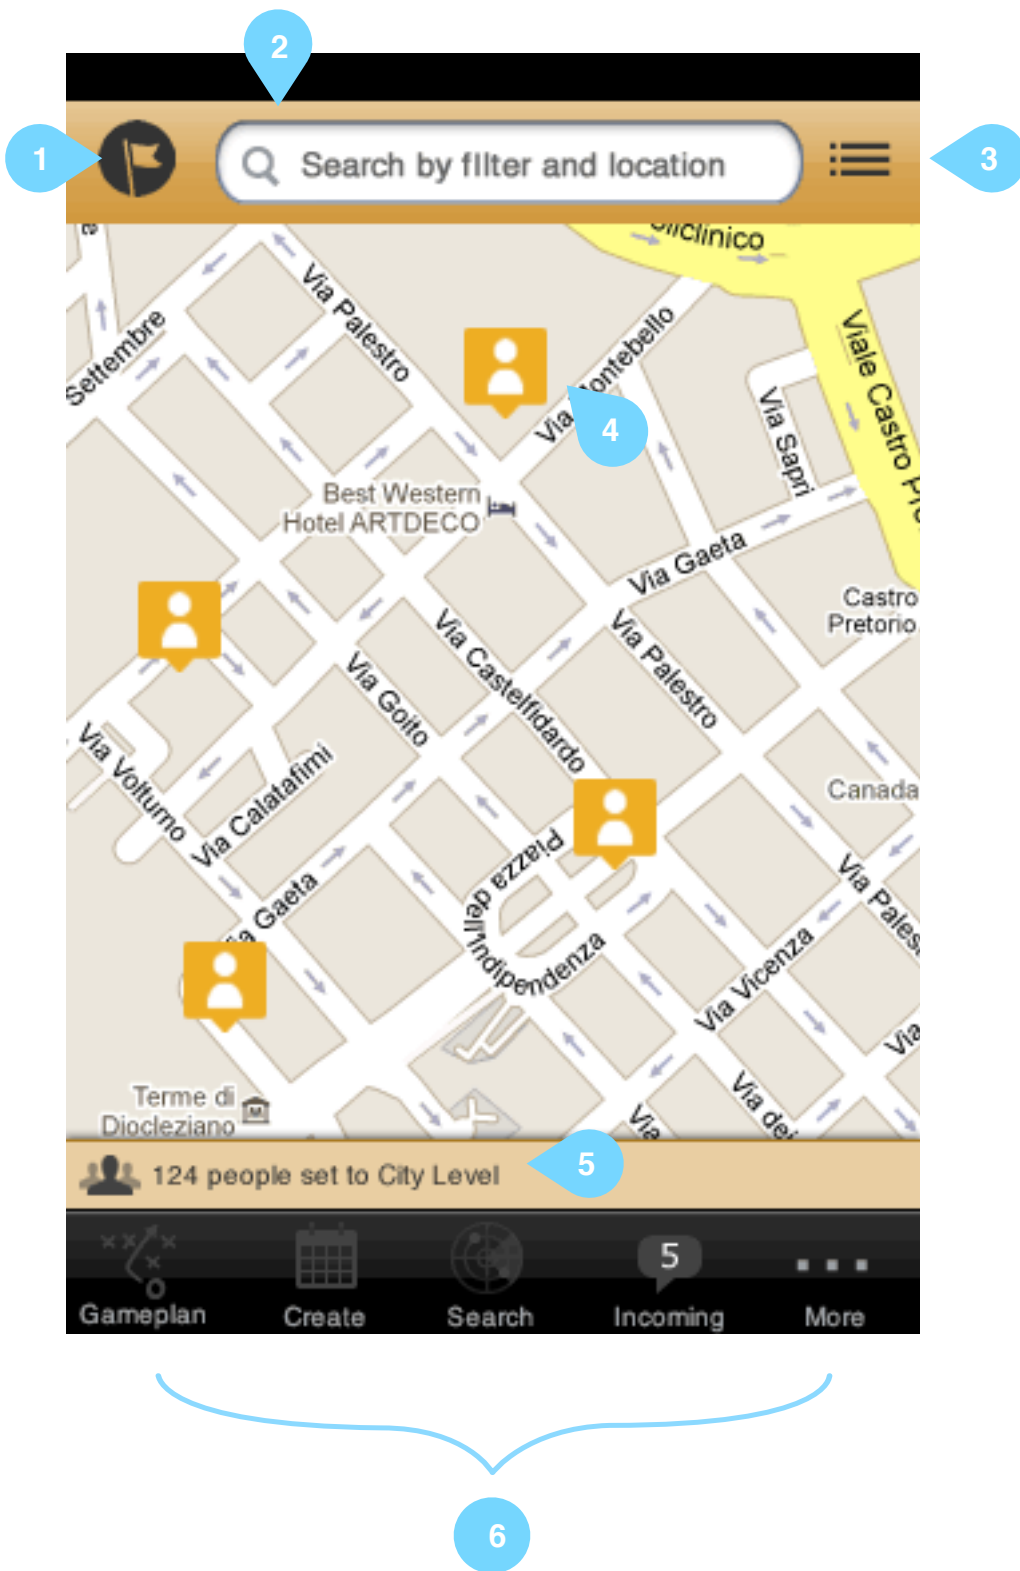 2
1
Search by fIlter and location
3
Via Palestro
Settembre
Viale Castro
4
Via Sapri
Best Western
Hotel ARTDECO
Via Gaeta
Castro
Pretorio
Via Castelfidardo
Via Palestro
Via Goito
Via Volturno
Via Calatafimi
Canada
Piazza dell'Indipendenza
Gaeta
Via Vicenza
Via
Terme di
Diocleziano
Via
Via dei
124 people set to City Level
5
5
Gameplan
Create
Search
Incoming
More
6